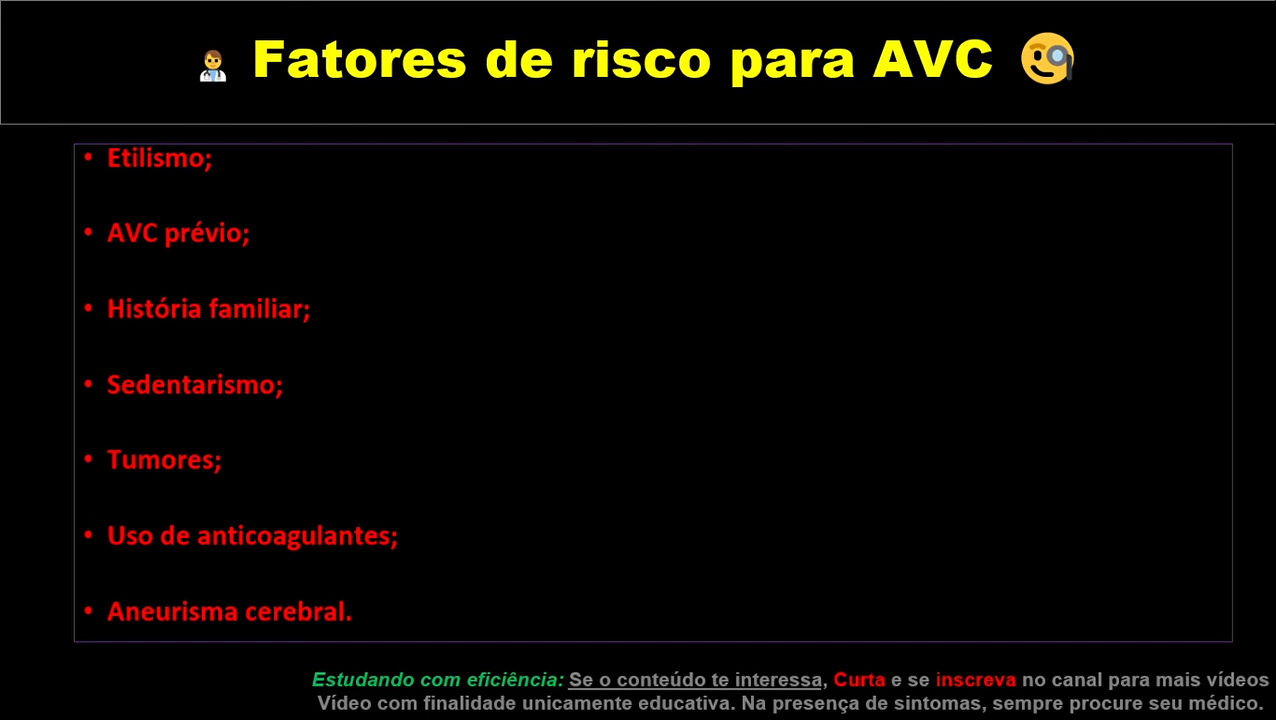 Fatores de risco para AVC
• Etilismo;
• AVC prévio;
• História familiar;
• Sedentarismo;
• Tumores;
• Uso de anticoagulantes;
• Aneurisma cerebral.
Estudando com eficiência: Se o conteúdo te interessa, Curta e se inscreva no canal para mais vídeos
Vídeo com finalidade unicamente educativa. Na presença de sintomas, sempre procure seu médico.